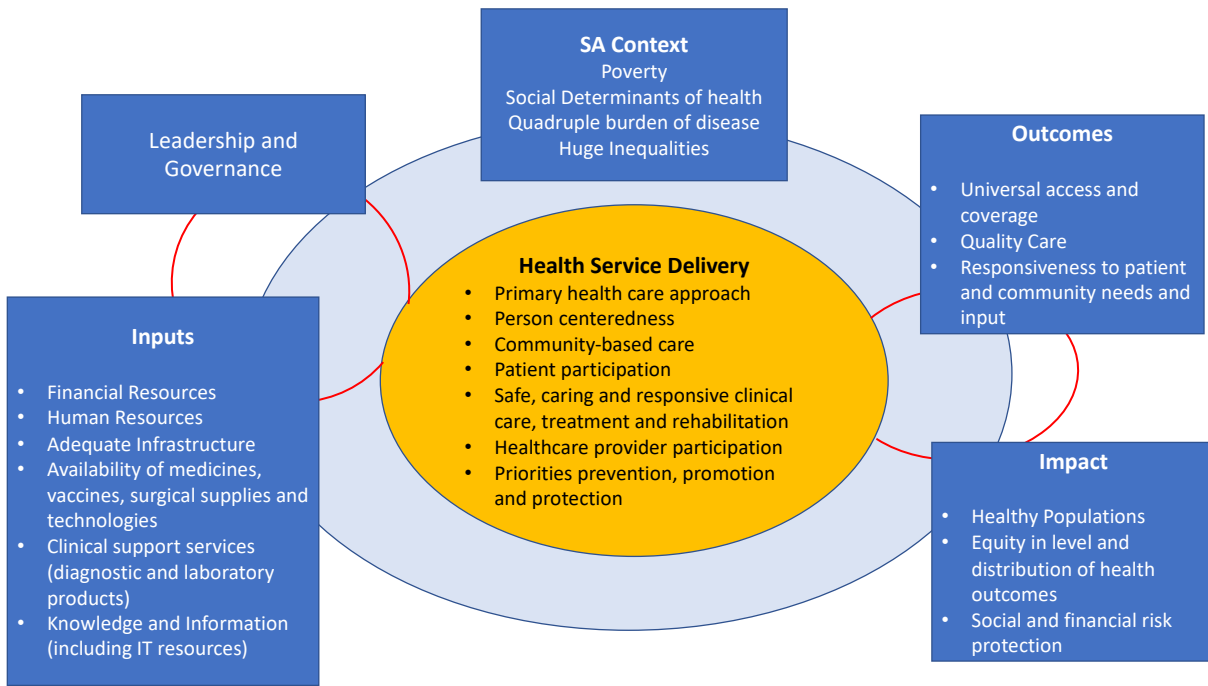 SA Context
Poverty
Social Determinants of health
Quadruple burden of disease
Huge Inequalities
Leadership and
Governance
Outcomes
• Universal access and
coverage
• Quality Care
• Responsiveness to patient
and community needs and
input
Health Service Delivery
• Primary health care approach
• Person centeredness
• Community-based care
• Patient participation
• Safe, caring and responsive clinical
care, treatment and rehabilitation
• Healthcare provider participation
• Priorities prevention, promotion
and protection
Inputs
• Financial Resources
• Human Resources
• Adequate Infrastructure
• Availability of medicines,
vaccines, surgical supplies and
technologies
• Clinical support services
(diagnostic and laboratory
products)
• Knowledge and Information
(including IT resources)
Impact
• Healthy Populations
• Equity in level and
distribution of health
outcomes
• Social and financial risk
protection